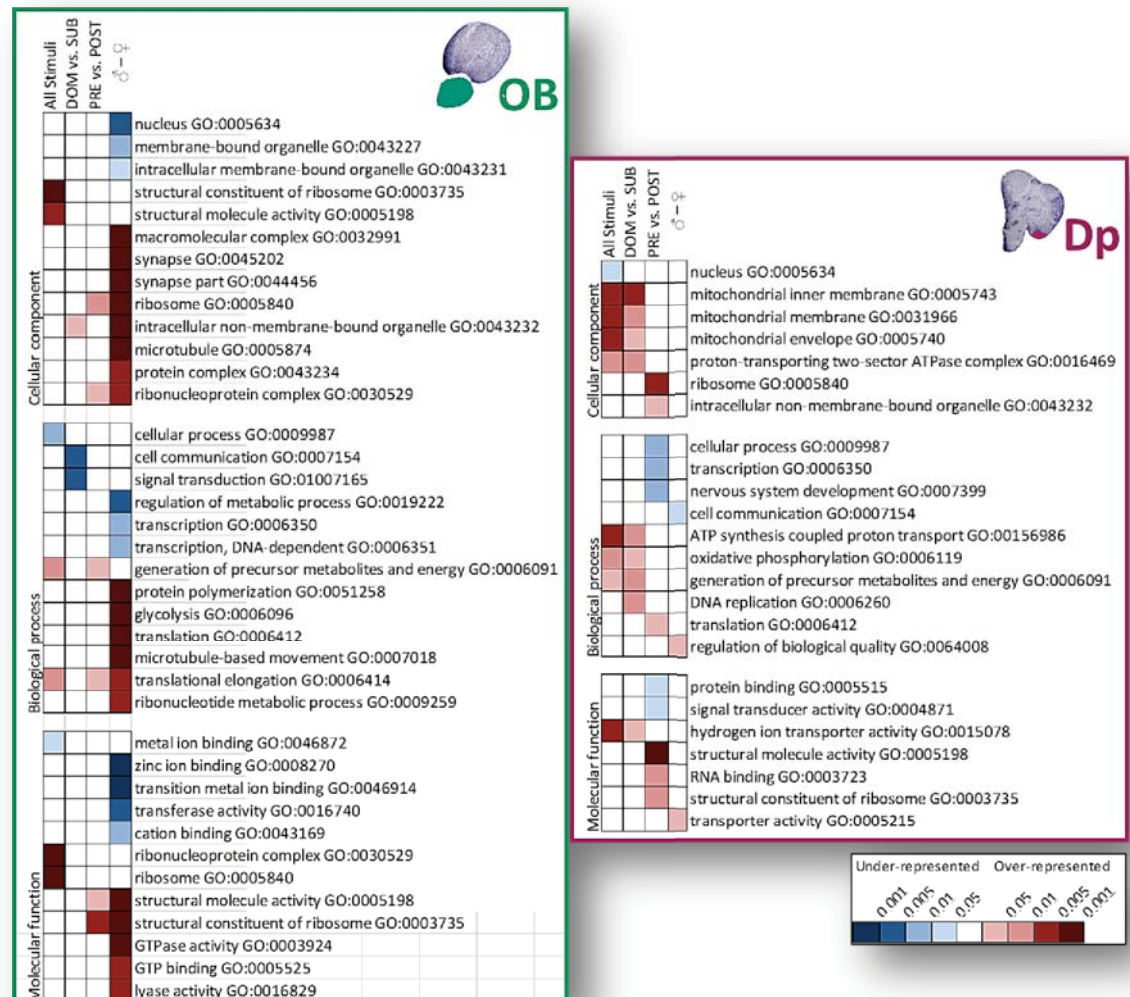 All Stimuli
DOM vs. SUB
PRE vs. POST
♂ – ♀
OB
Cellular component
nucleus GO:0005634
membrane-bound organelle GO:0043227
intracellular membrane-bound organelle GO:0043231
structural constituent of ribosome GO:0003735
structural molecule activity GO:0005198
macromolecular complex GO:0032991
synapse GO:0045202
synapse part GO:0044456
ribosome GO:0005840
intracellular non-membrane-bound organelle GO:0043232
microtubule GO:0005874
protein complex GO:0043234
ribonucleoprotein complex GO:0030529
Biological process
cellular process GO:0009987
cell communication GO:0007154
signal transduction GO:01007165
regulation of metabolic process GO:0019222
transcription GO:0006350
transcription, DNA-dependent GO:0006351
generation of precursor metabolites and energy GO:0006091
protein polymerization GO:0051258
glycolysis GO:0006096
translation GO:0006412
microtubule-based movement GO:0007018
translational elongation GO:0006414
ribonucleotide metabolic process GO:0009259
Molecular function
metal ion binding GO:0046872
zinc ion binding GO:0008270
transition metal ion binding GO:0046914
transferase activity GO:0016740
cation binding GO:0043169
ribonucleoprotein complex GO:0030529
ribosome GO:0005840
structural molecule activity GO:0005198
structural constituent of ribosome GO:0003735
GTPase activity GO:0003924
GTP binding GO:0005525
lyase activity GO:0016829
All Stimuli
DOM vs. SUB
PRE vs. POST
♂ – ♀
Dp
Cellular component
nucleus GO:0005634
mitochondrial inner membrane GO:0005743
mitochondrial membrane GO:0031966
mitochondrial envelope GO:0005740
proton-transporting two-sector ATPase complex GO:0016469
ribosome GO:0005840
intracellular non-membrane-bound organelle GO:0043232
Biological process
cellular process GO:0009987
transcription GO:0006350
nervous system development GO:0007399
cell communication GO:0007154
ATP synthesis coupled proton transport GO:00156986
oxidative phosphorylation GO:0006119
generation of precursor metabolites and energy GO:0006091
DNA replication GO:0006260
translation GO:0006412
regulation of biological quality GO:0064008
Molecular function
protein binding GO:0005515
signal transducer activity GO:0004871
hydrogen ion transporter activity GO:0015078
structural molecule activity GO:0005198
RNA binding GO:0003723
structural constituent of ribosome GO:0003735
transporter activity GO:0005215
Under-represented Over-represented
0.001 0.005 0.01 0.05 0.05 0.01 0.005 0.001